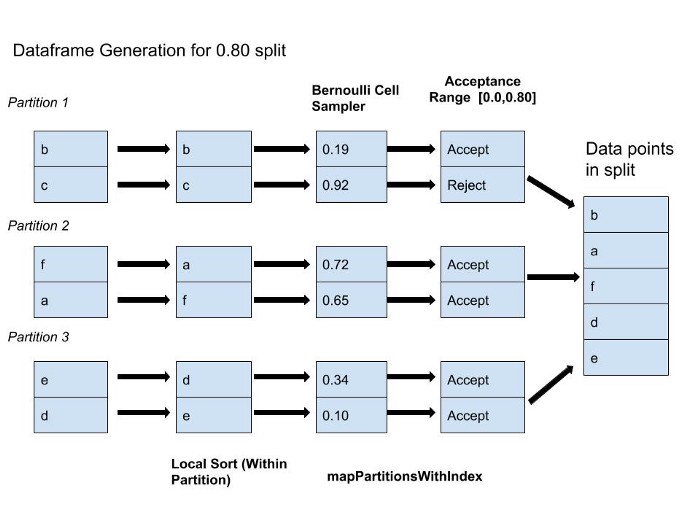 Dataframe Generation for 0.80 split
Bernoulli Cell
Sampler
Acceptance
Range [0.0,0.80]
Partition 1
b
b
0.19
Accept
c
c
0.92
Reject
Partition 2
f
a
0.72
Accept
a
f
0.65
Accept
Partition 3
e
d
0.34
Accept
d
e
0.10
Accept
Data points
in split
b
a
f
d
e
Local Sort (Within
Partition)
mapPartitionsWithIndex